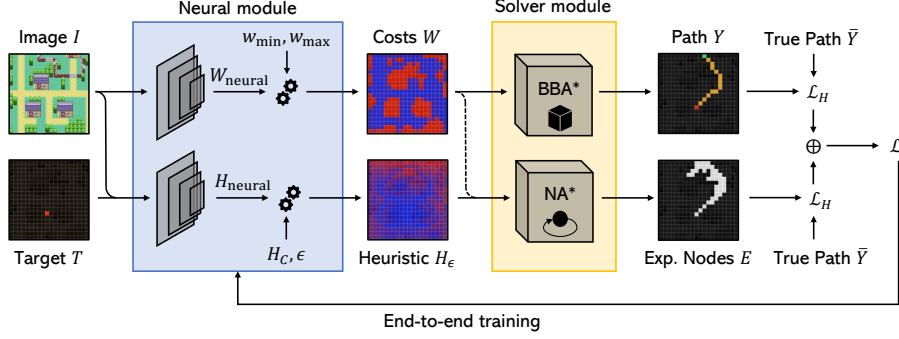 Neural module
Solver module
Image I
w_min, w_max
Costs W
Path Y
True Path Ȳ
W_neural
BBA*
ℒ_H
⊕
ℒ
H_neural
NA*
ℒ_H
Target T
H_C, ϵ
Heuristic H_ϵ
Exp. Nodes E
True Path Ȳ
End-to-end training